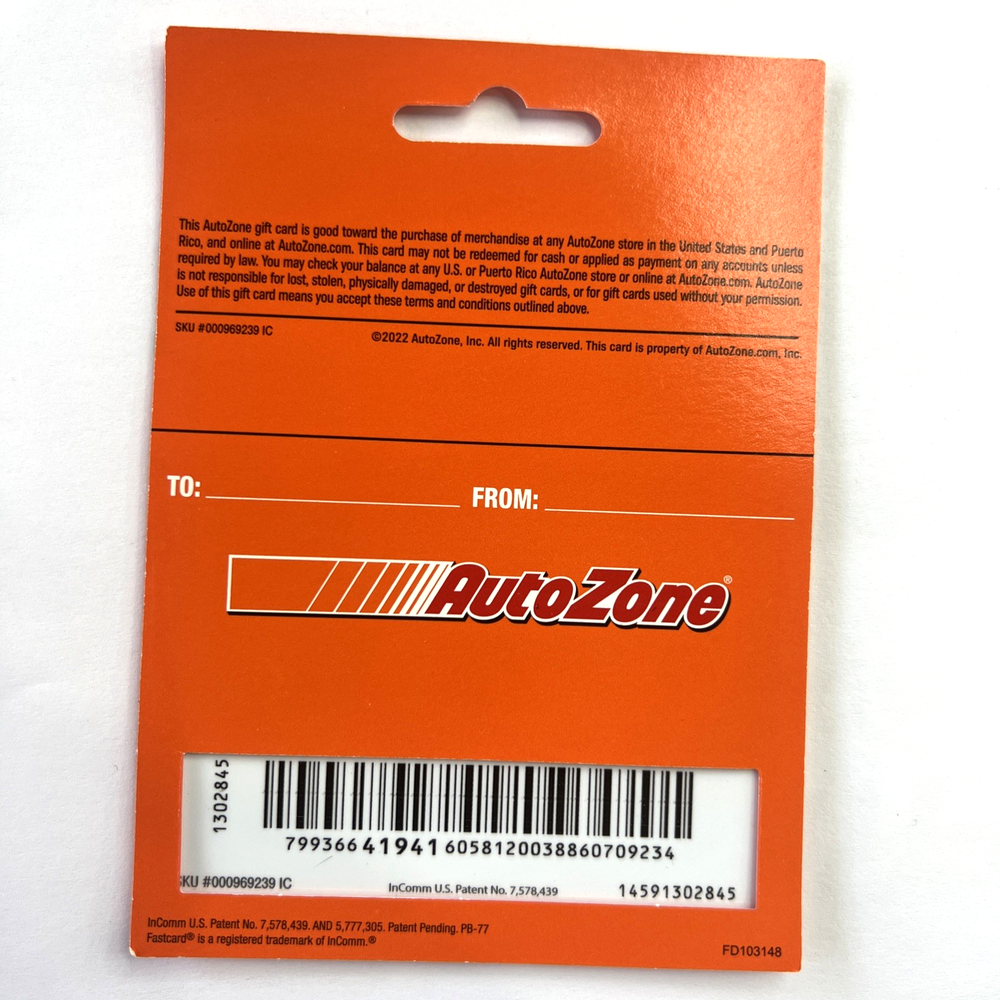 This AutoZone gift card is good toward the purchase of merchandise at any AutoZone store in the United States and Puerto
Rico, and online at AutoZone.com. This card may not be redeemed for cash or applied as payment on any accounts unless
required by law. You may check your balance at any U.S. or Puerto Rico AutoZone store or online at AutoZone.com. AutoZone
is not responsible for lost, stolen, physically damaged, or destroyed gift cards, or for gift cards used without your permission.
Use of this gift card means you accept these terms and conditions outlined above.
SKU #000969239 IC
©2022 AutoZone, Inc. All rights reserved. This card is property of AutoZone.com, Inc.
TO: FROM:
AutoZone®
1302845
799366 41941 6058120038860709234
KU #000969239 IC
InComm U.S. Patent No. 7,578,439
14591302845
InComm U.S. Patent No. 7,578,439. AND 5,777,305. Patent Pending. PB-77
Fastcard® is a registered trademark of InComm.®
FD103148